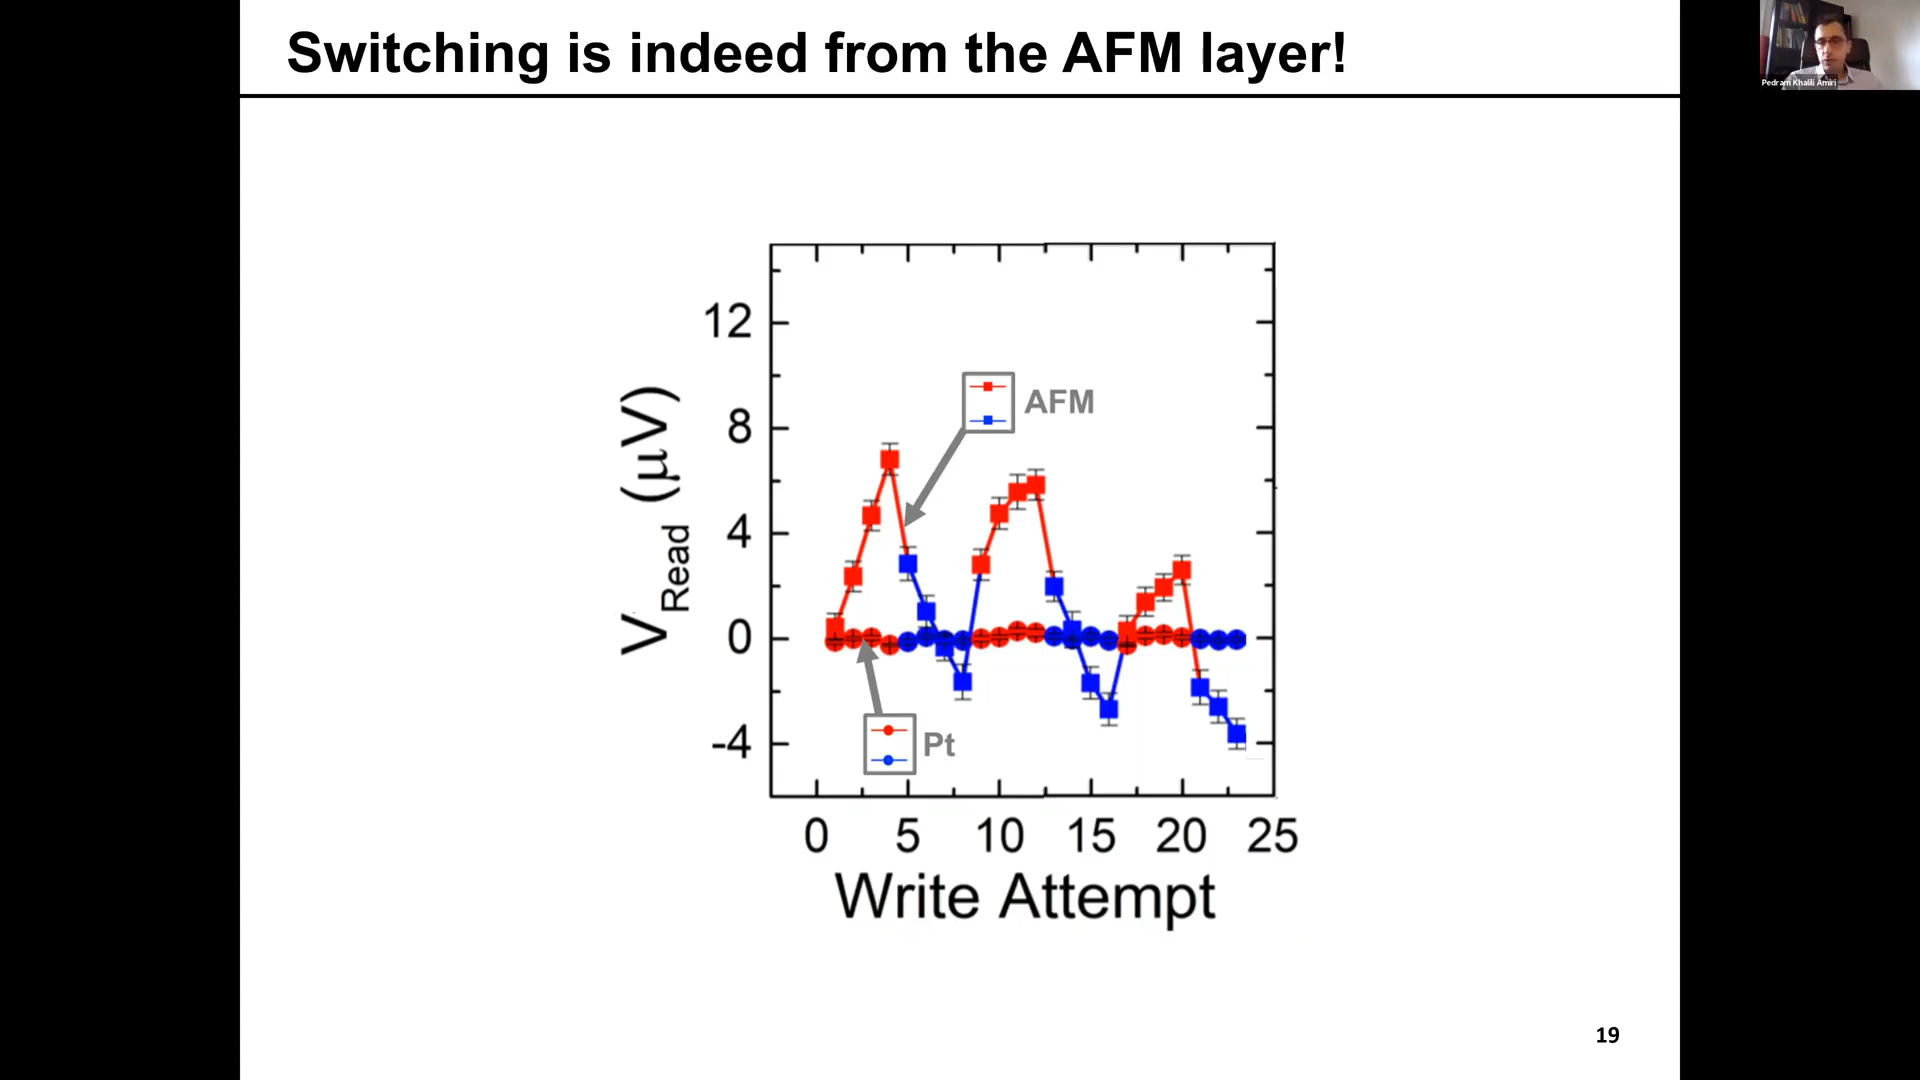 Switching is indeed from the AFM layer!
Pedram Khalili Amiri
12
8
4
0
-4
V_Read (μV)
AFM
Pt
0 5 10 15 20 25
Write Attempt
19